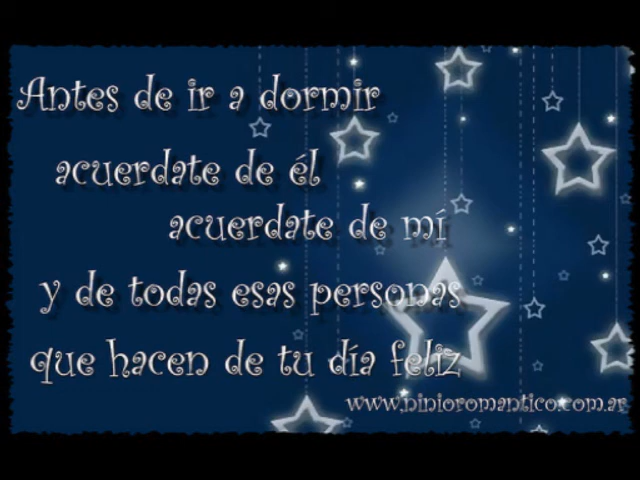 Antes de ir a dormir
acuerdate de él
acuerdate de mí
y de todas esas personas
que hacen de tu día feliz
www.ninioromantico.com.ar